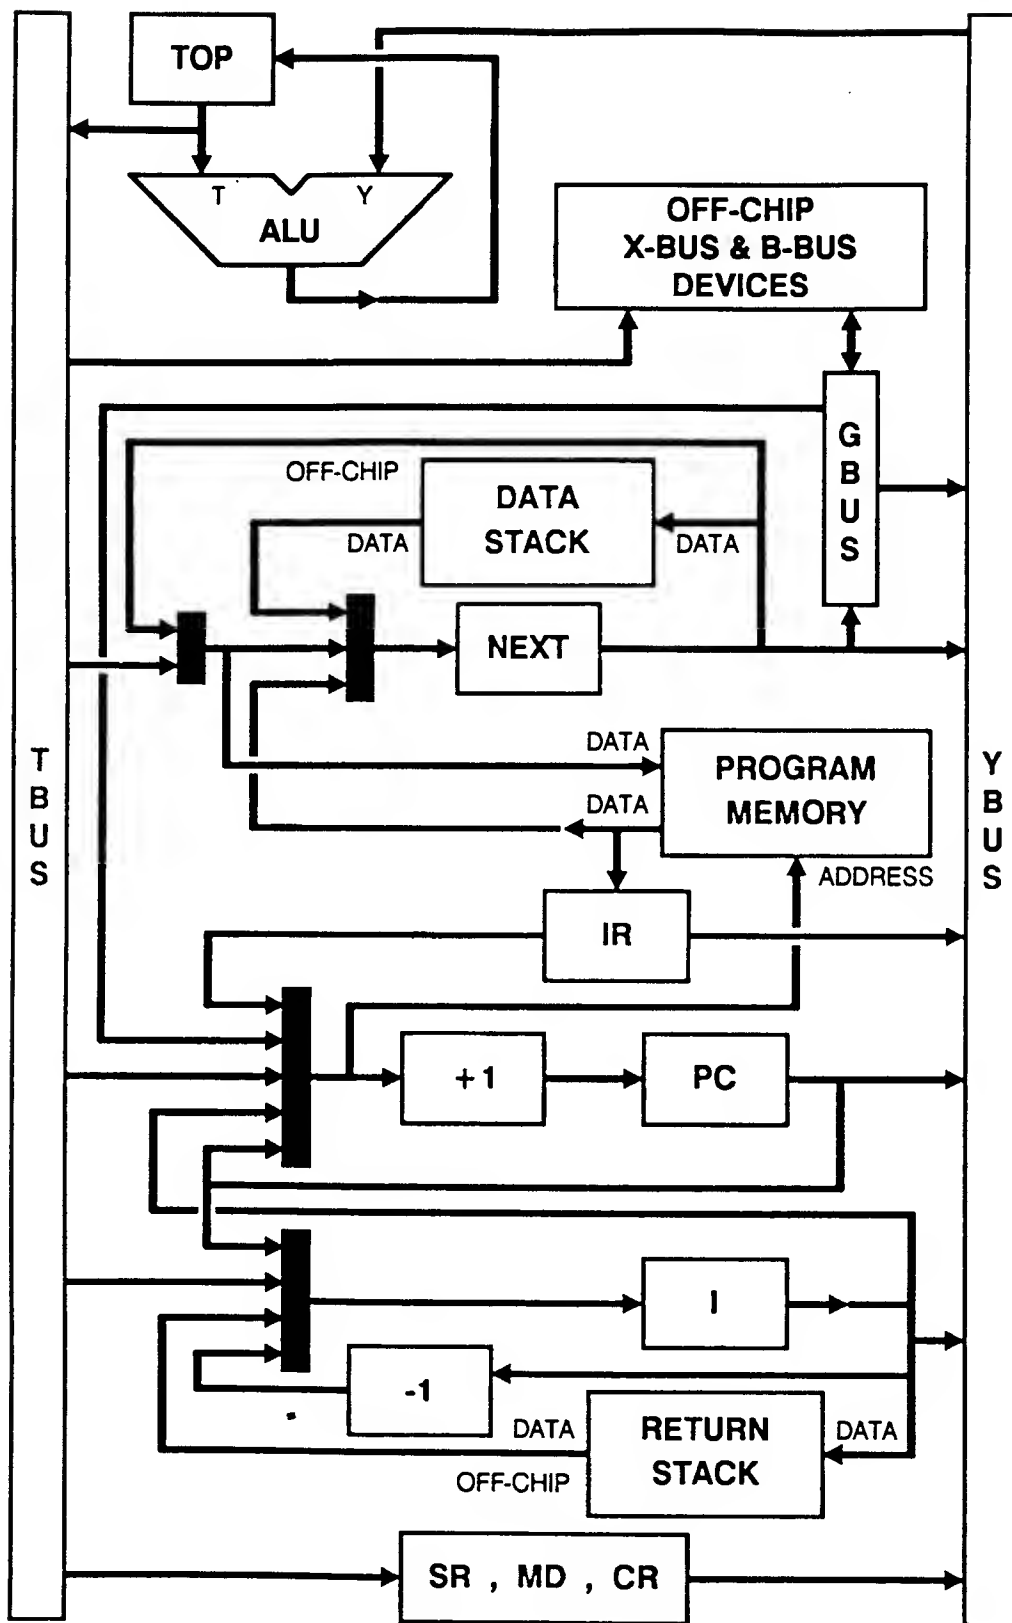 TOP
T
Y
ALU
OFF-CHIP
X-BUS & B-BUS
DEVICES
G
B
U
S
OFF-CHIP
DATA
STACK
DATA
DATA
NEXT
T
B
U
S
Y
B
U
S
DATA
PROGRAM
MEMORY
DATA
ADDRESS
IR
+1
PC
I
-1
RETURN
STACK
DATA
DATA
OFF-CHIP
SR , MD , CR